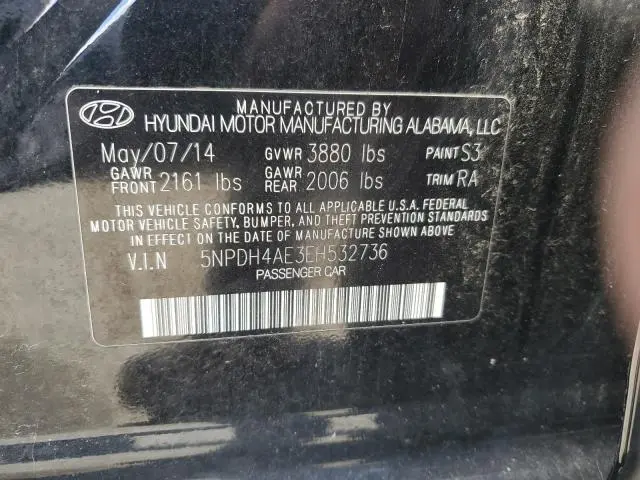 MANUFACTURED BY
HYUNDAI MOTOR MANUFACTURING ALABAMA, LLC
May/07/14 GVWR 3880 lbs PAINT S3
GAWR FRONT 2161 lbs GAWR REAR 2006 lbs TRIM RA
THIS VEHICLE CONFORMS TO ALL APPLICABLE U.S.A. FEDERAL
MOTOR VEHICLE SAFETY, BUMPER, AND THEFT PREVENTION STANDARDS
IN EFFECT ON THE DATE OF MANUFACTURE SHOWN ABOVE.
V.I.N 5NPDH4AE3EH532736
PASSENGER CAR